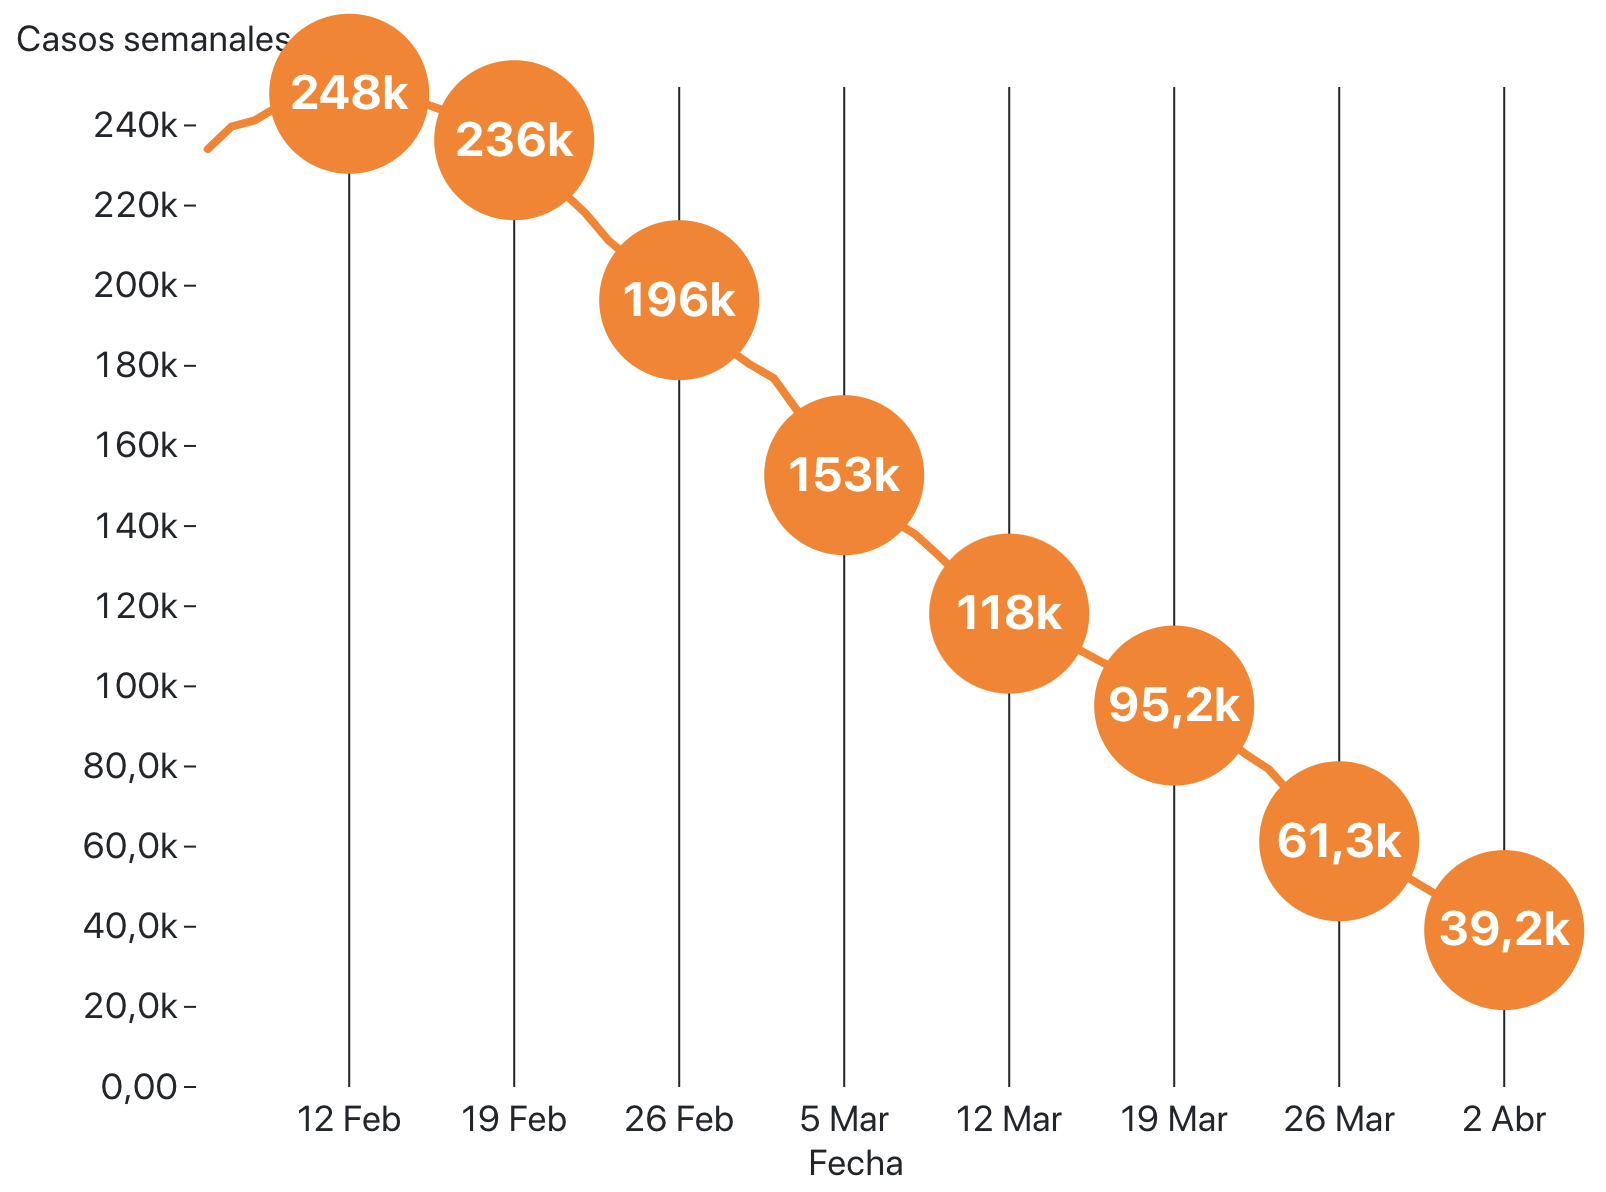 Casos semanales
248k
236k
196k
153k
118k
95,2k
61,3k
39,2k
240k
220k
200k
180k
160k
140k
120k
100k
80,0k
60,0k
40,0k
20,0k
0,00
12 Feb 19 Feb 26 Feb 5 Mar 12 Mar 19 Mar 26 Mar 2 Abr
Fecha